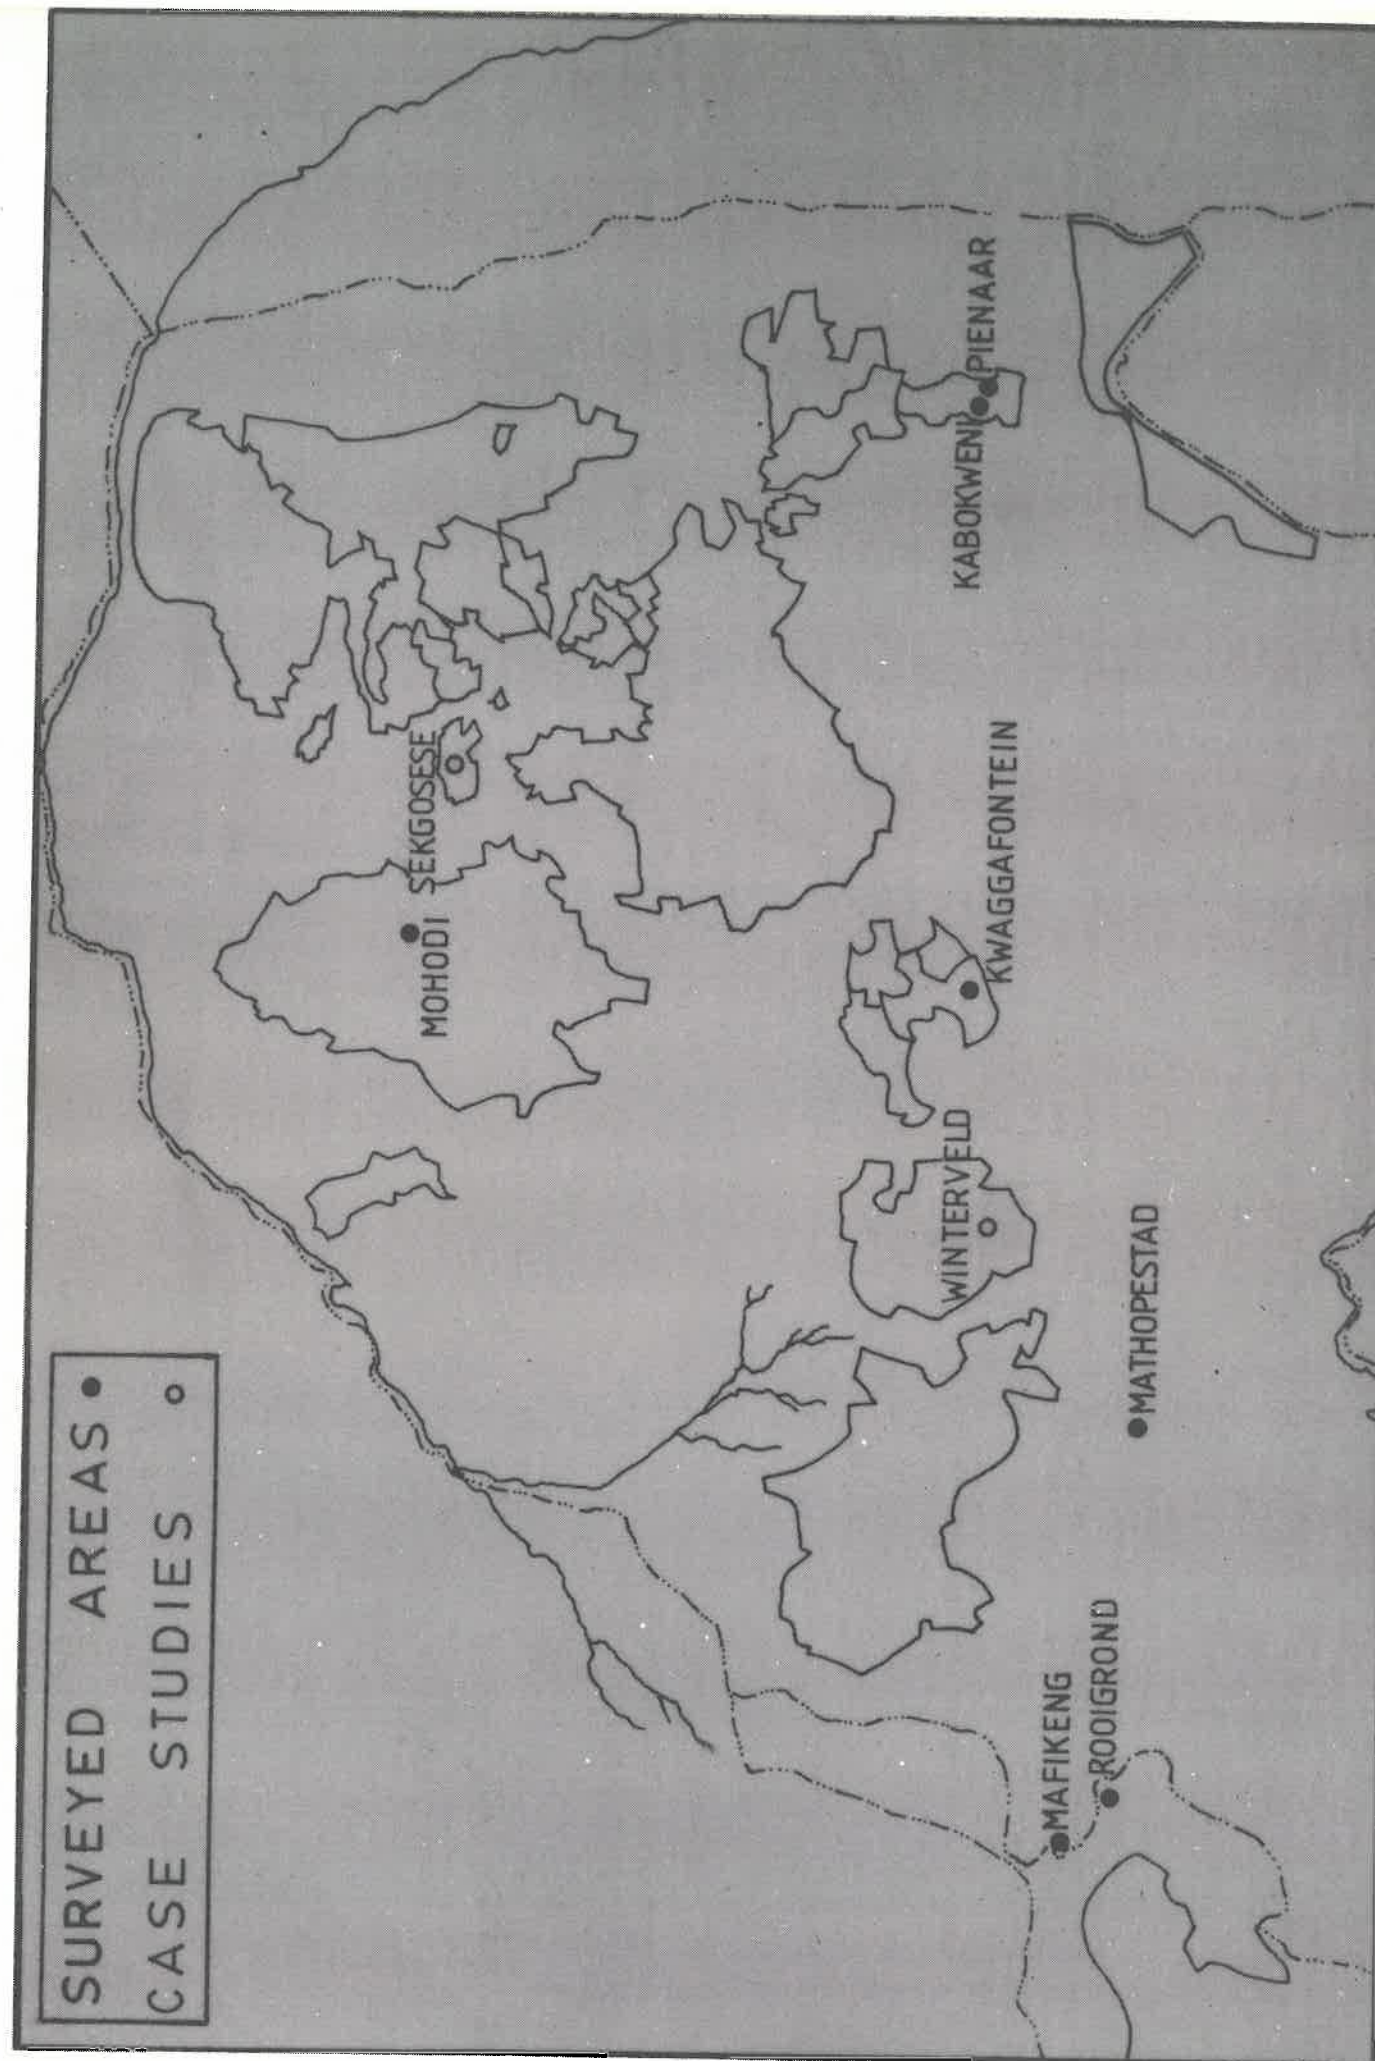 SURVEYED AREAS
CASE STUDIES
SEKGOSESE
MOHODI
KABOKWENI
PIENAAR
KWAGGAFONTEIN
WINTERVELD
MATHOPESTAD
MAFIKENG
ROOIGROND